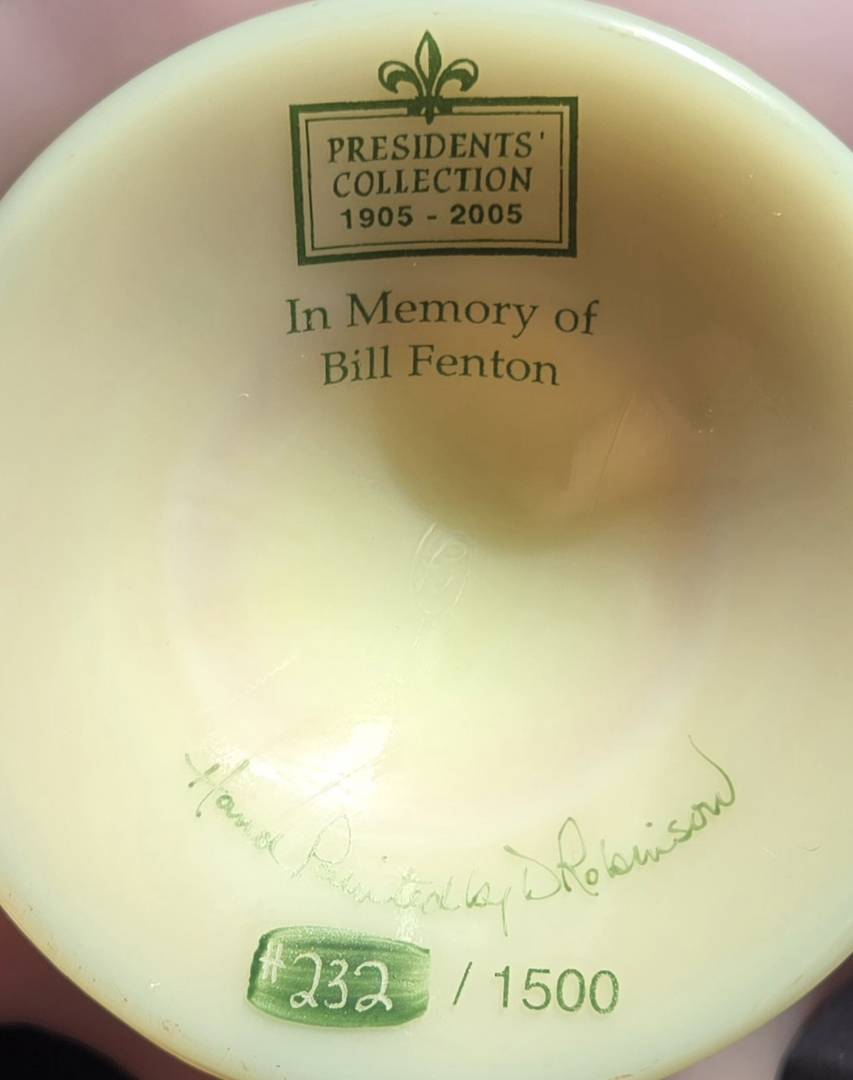 PRESIDENTS'
COLLECTION
1905 - 2005
In Memory of
Bill Fenton
Hand Painted by D Robinson
#232 / 1500